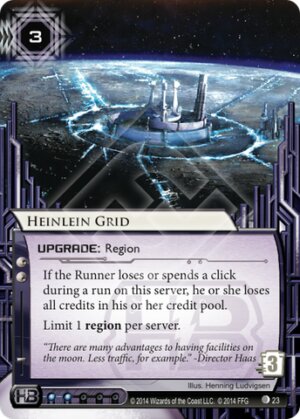 3
HEINLEIN GRID
UPGRADE: Region
If the Runner loses or spends a click
during a run on this server, he or she loses
all credits in his or her credit pool.
Limit 1 region per server.
"There are many advantages to having facilities on
the moon. Less traffic, for example." -Director Haas
3
Illus. Henning Ludvigsen
HB
© 2014 Wizards of the Coast LLC. © 2014 FFG
23